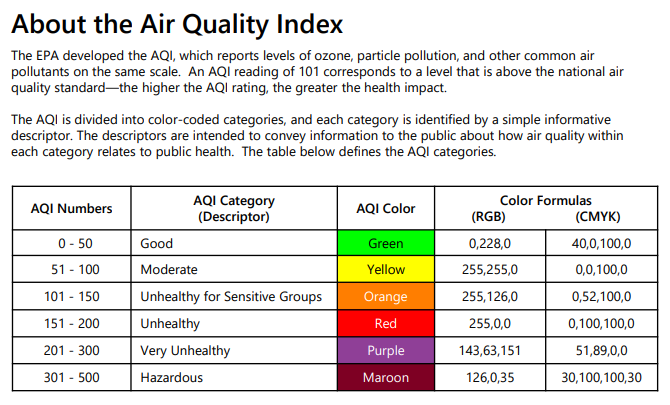 About the Air Quality Index
The EPA developed the AQI, which reports levels of ozone, particle pollution, and other common air
pollutants on the same scale.  An AQI reading of 101 corresponds to a level that is above the national air
quality standard—the higher the AQI rating, the greater the health impact.
The AQI is divided into color-coded categories, and each category is identified by a simple informative
descriptor. The descriptors are intended to convey information to the public about how air quality within
each category relates to public health.  The table below defines the AQI categories.
AQI Numbers AQI Category (Descriptor) AQI Color Color Formulas (RGB) (CMYK)
0 - 50 Good Green 0,228,0 40,0,100,0
51 - 100 Moderate Yellow 255,255,0 0,0,100,0
101 - 150 Unhealthy for Sensitive Groups Orange 255,126,0 0,52,100,0
151 - 200 Unhealthy Red 255,0,0 0,100,100,0
201 - 300 Very Unhealthy Purple 143,63,151 51,89,0,0
301 - 500 Hazardous Maroon 126,0,35 30,100,100,30